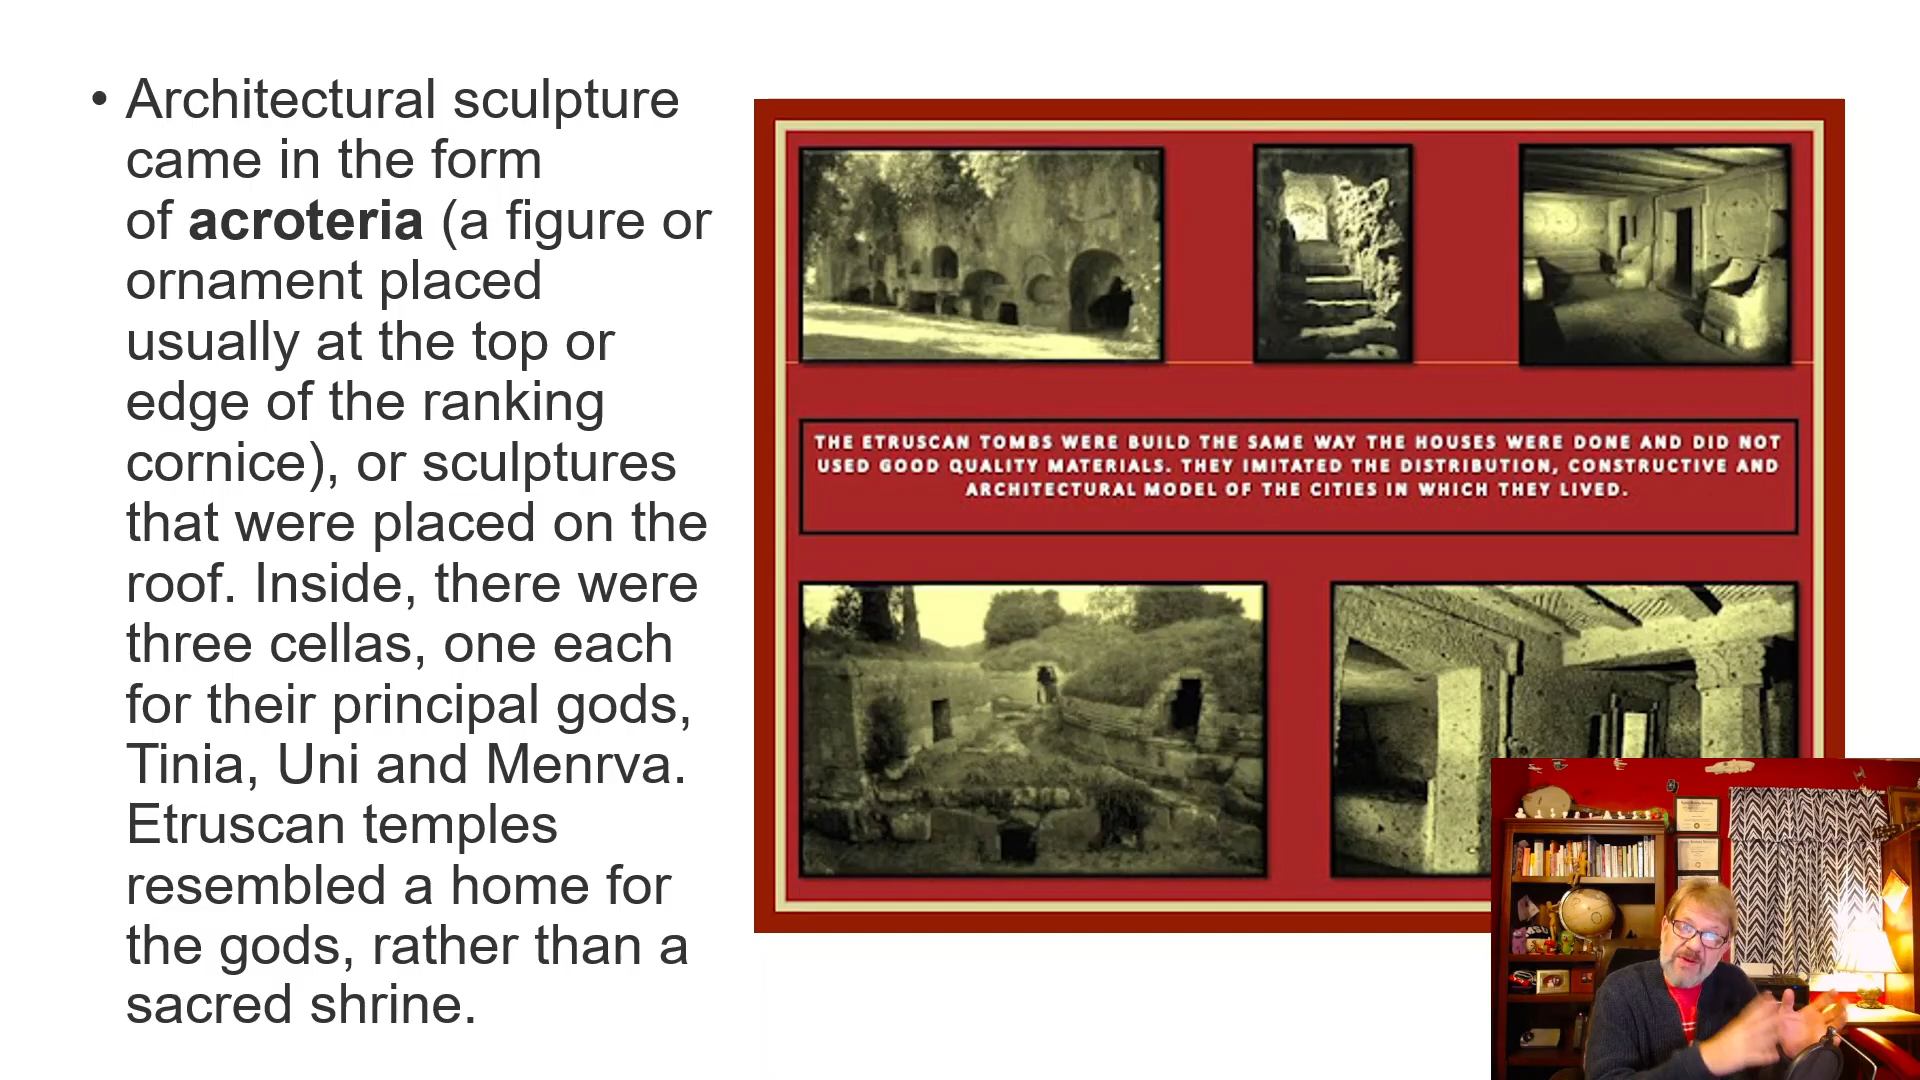 • Architectural sculpture
came in the form
of acroteria (a figure or
ornament placed
usually at the top or
edge of the ranking
cornice), or sculptures
that were placed on the
roof. Inside, there were
three cellas, one each
for their principal gods,
Tinia, Uni and Menrva.
Etruscan temples
resembled a home for
the gods, rather than a
sacred shrine.
THE ETRUSCAN TOMBS WERE BUILD THE SAME WAY THE HOUSES WERE DONE AND DID NOT
USED GOOD QUALITY MATERIALS. THEY IMITATED THE DISTRIBUTION, CONSTRUCTIVE AND
ARCHITECTURAL MODEL OF THE CITIES IN WHICH THEY LIVED.